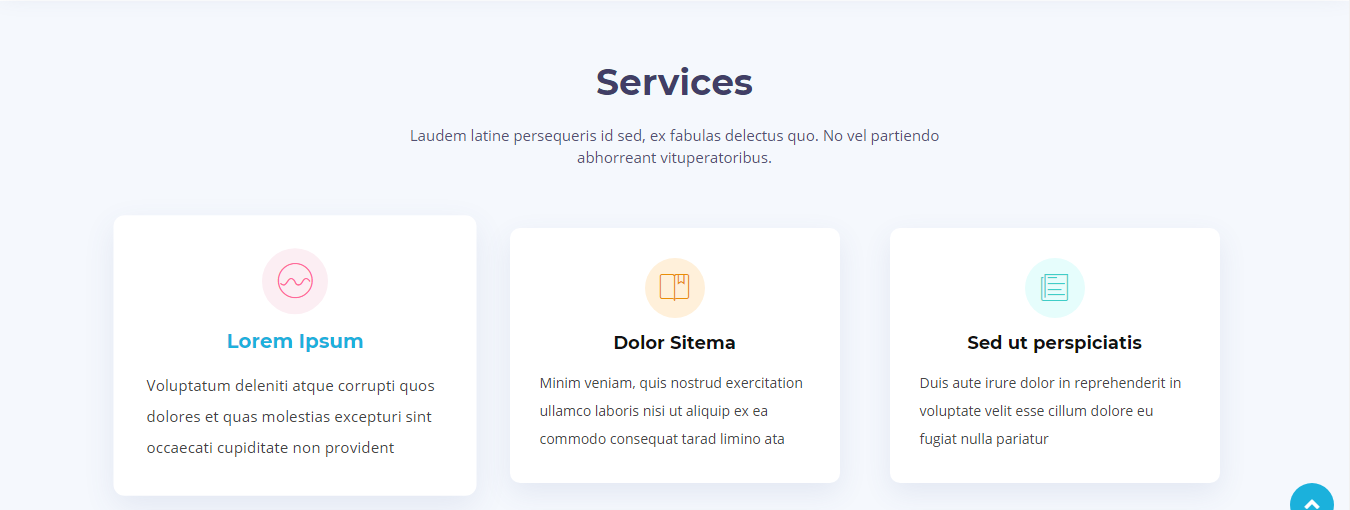 Services
Laudem latine persequeris id sed, ex fabulas delectus quo. No vel partiendo
abhorreant vituperatoribus.
Lorem Ipsum
Voluptatum deleniti atque corrupti quos
dolores et quas molestias excepturi sint
occaecati cupiditate non provident
Dolor Sitema
Minim veniam, quis nostrud exercitation
ullamco laboris nisi ut aliquip ex ea
commodo consequat tarad limino ata
Sed ut perspiciatis
Duis aute irure dolor in reprehenderit in
voluptate velit esse cillum dolore eu
fugiat nulla pariatur